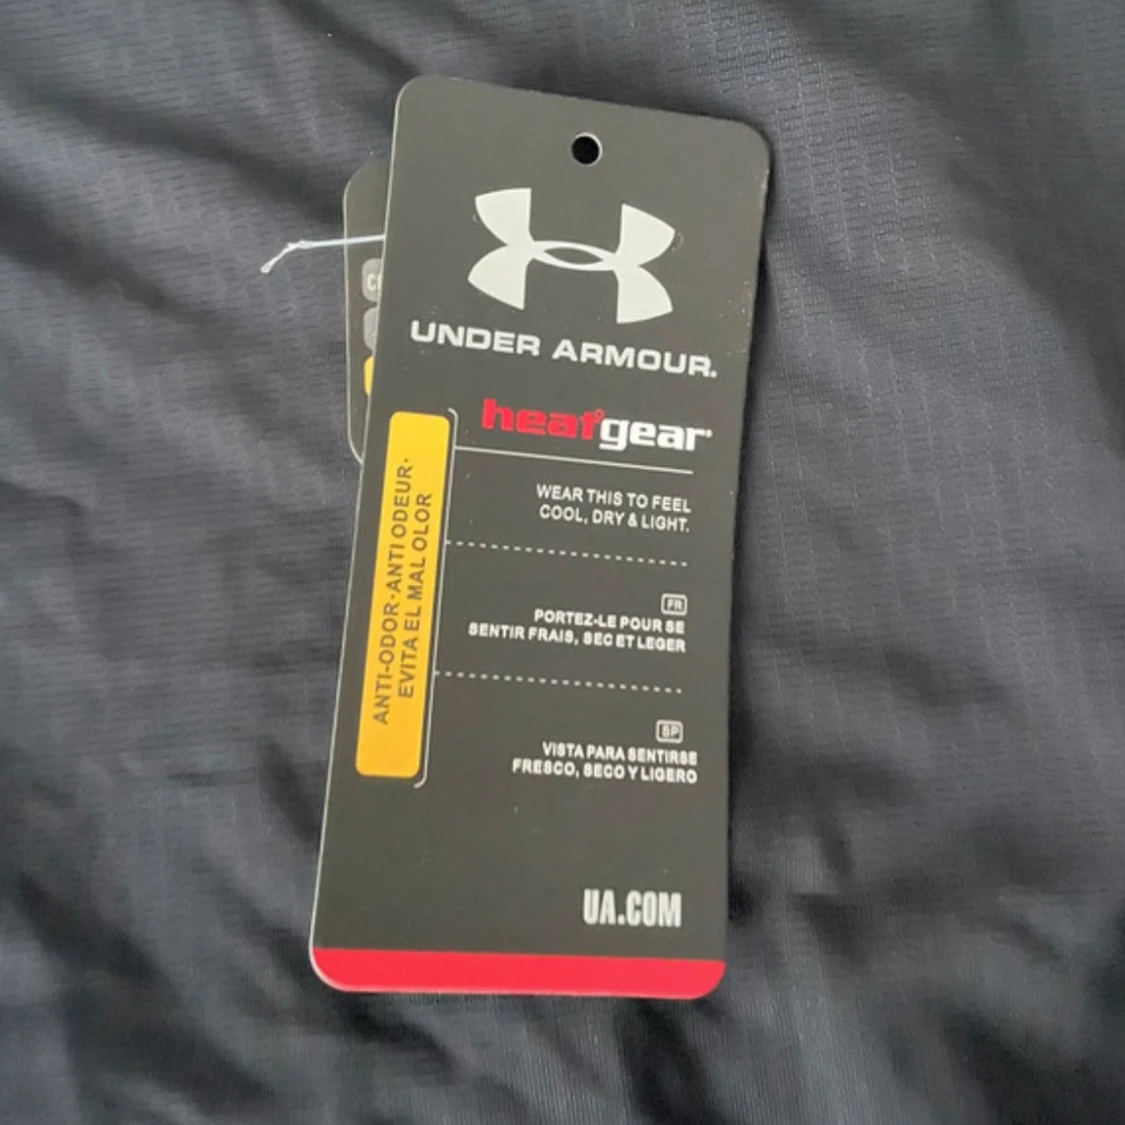 UNDER ARMOUR.
heatgear
WEAR THIS TO FEEL
COOL, DRY & LIGHT.
FR
PORTEZ-LE POUR SE
SENTIR FRAIS, SEC ET LEGER
SP
VISTA PARA SENTIRSE
FRESCO, SECO Y LIGERO
ANTI-ODOR·ANTI ODEUR·
EVITA EL MAL OLOR
UA.COM